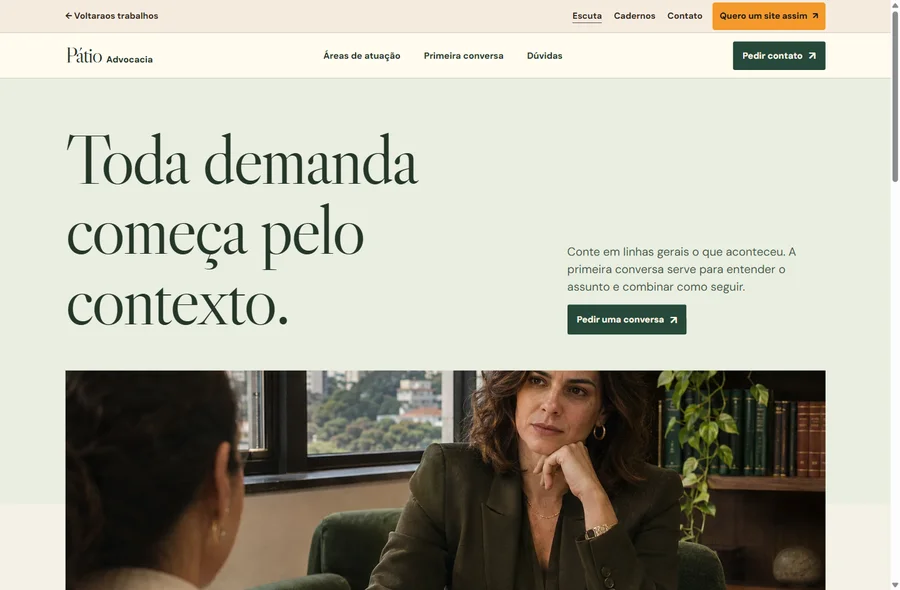 ← Voltaraos trabalhos
Escuta Cadernos Contato Quero um site assim ↗
Pátio Advocacia Áreas de atuação Primeira conversa Dúvidas Pedir contato ↗
Toda demanda
começa pelo
contexto.
Conte em linhas gerais o que aconteceu. A
primeira conversa serve para entender o
assunto e combinar como seguir.
Pedir uma conversa ↗